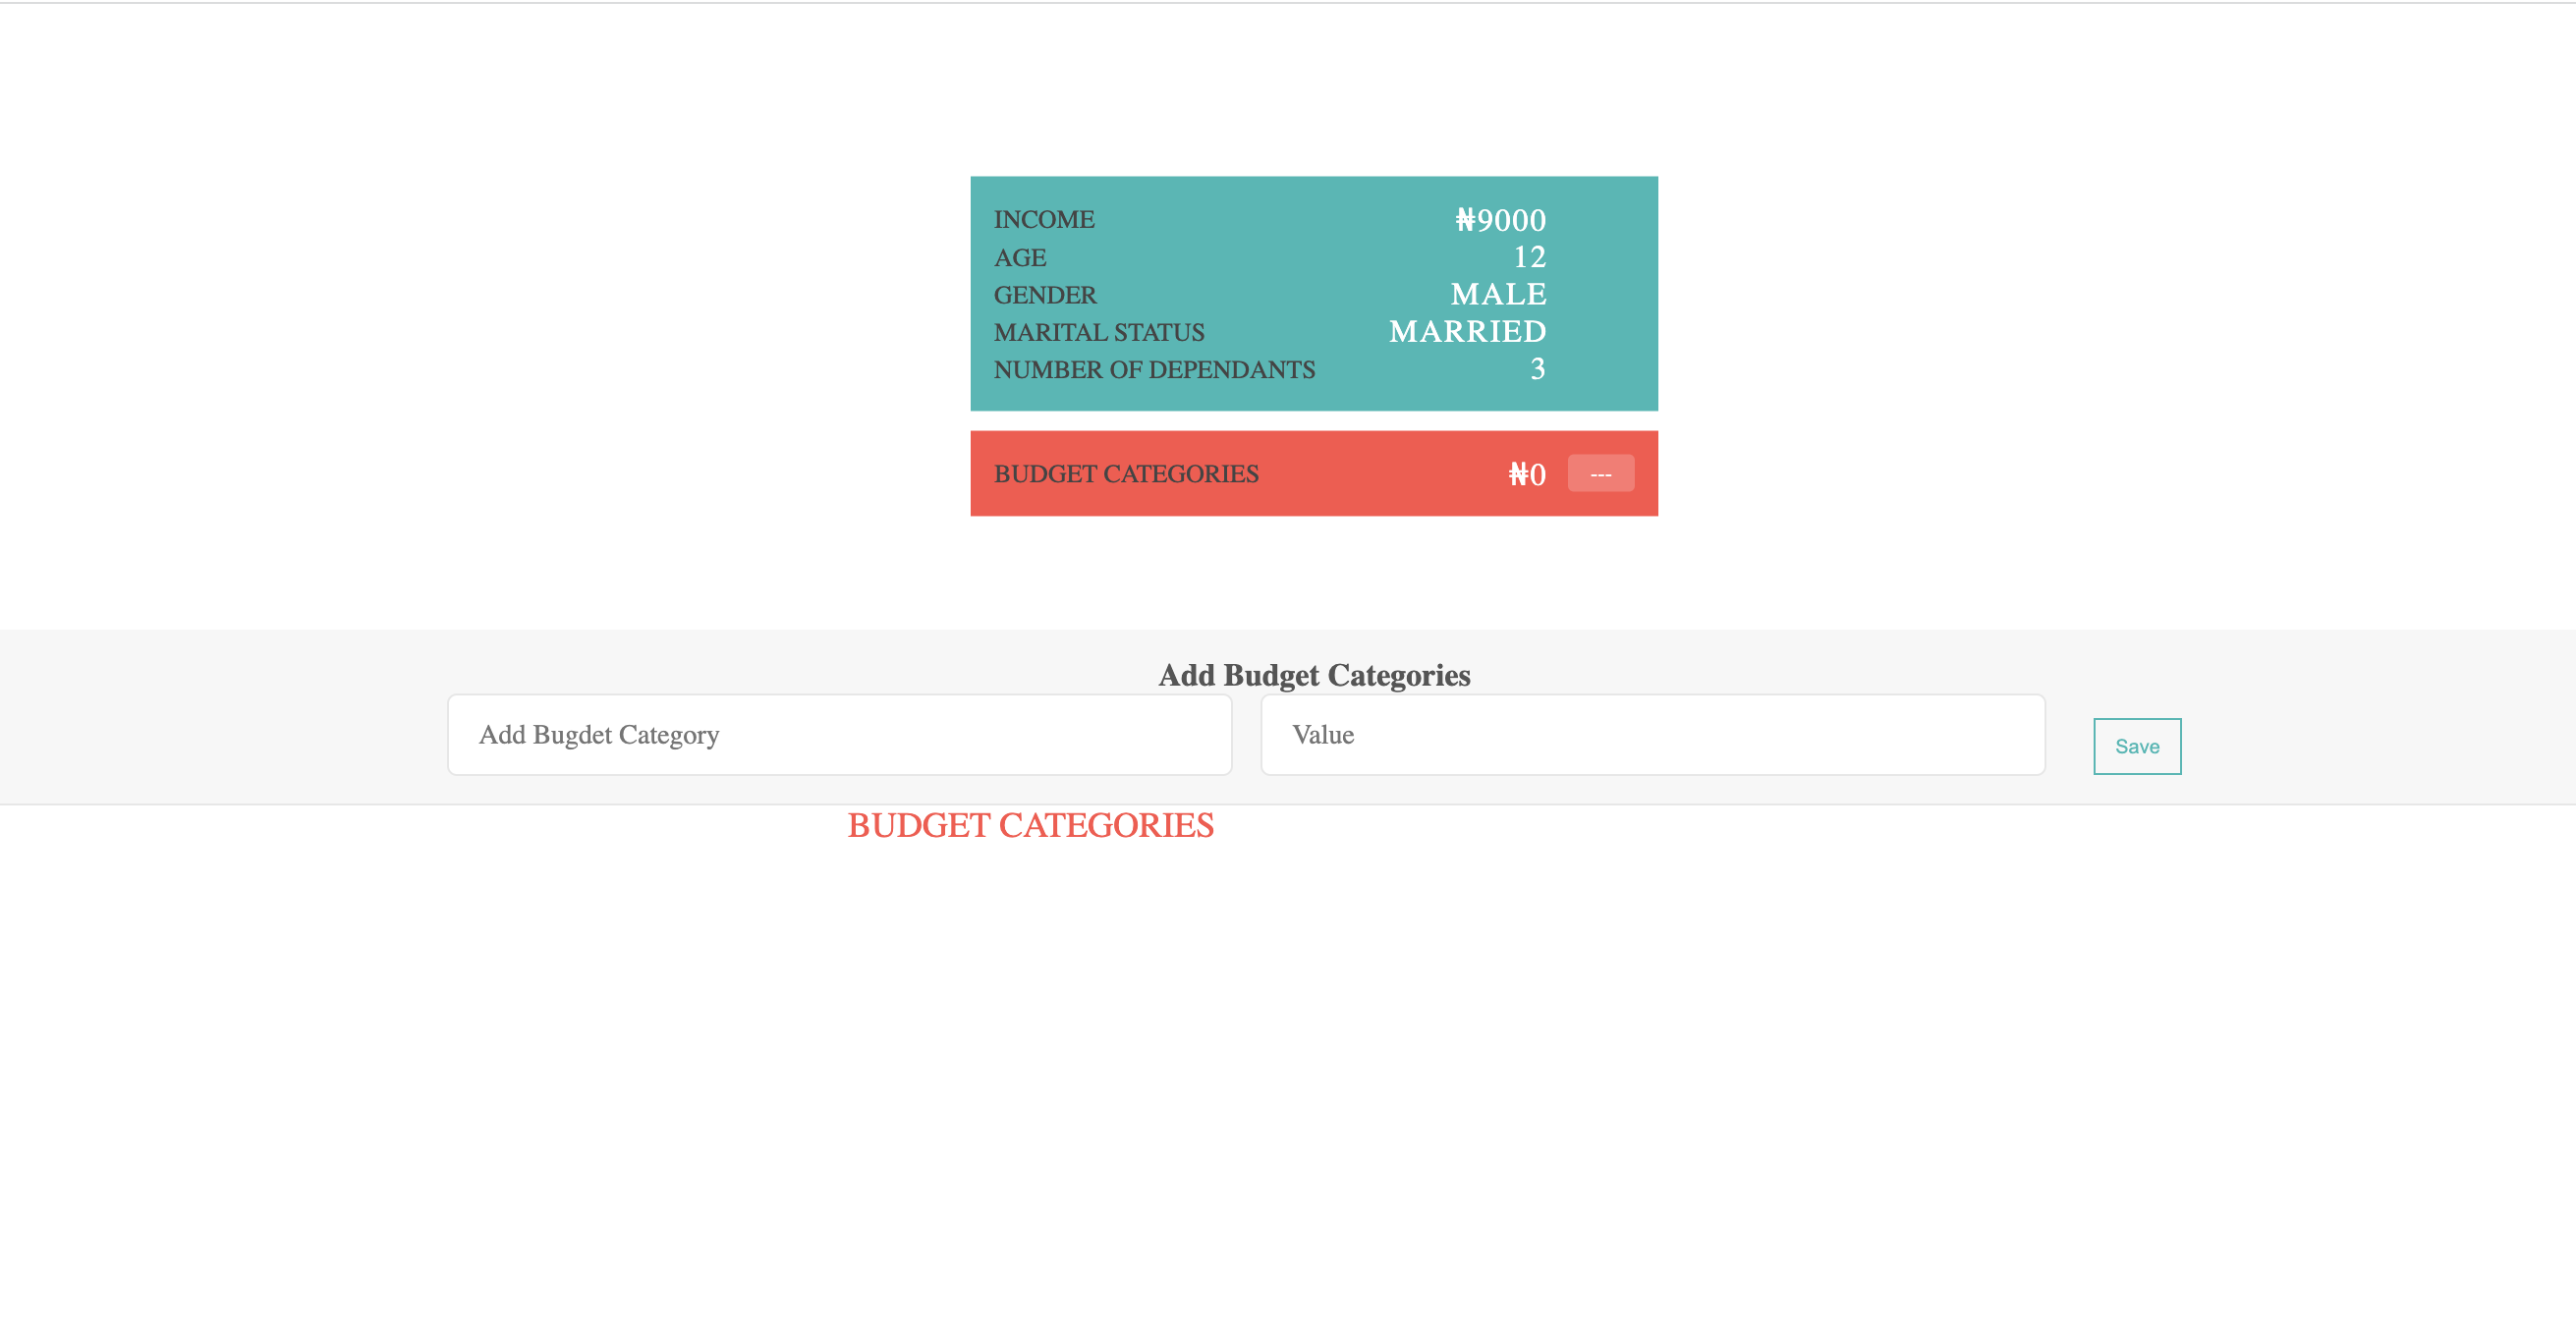 INCOME ₦9000
AGE 12
GENDER MALE
MARITAL STATUS MARRIED
NUMBER OF DEPENDANTS 3
BUDGET CATEGORIES ₦0 ---
Add Budget Categories
Add Bugdet Category Value Save
BUDGET CATEGORIES